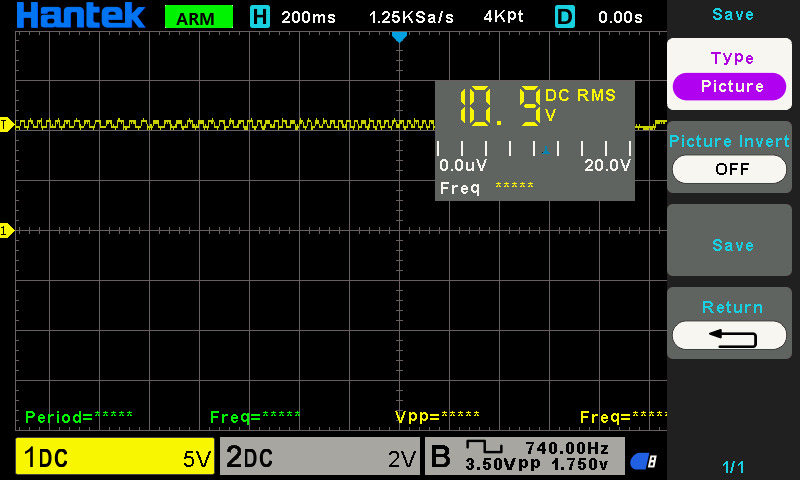 Hantek ARM H 200ms 1.25KSa/s 4Kpt D 0.00s
Save
Type
Picture
Picture Invert
OFF
Save
Return
1/1
T
10.9 DC RMS
V
0.0uV 20.0V
Freq *****
1
Period=***** Freq=***** Vpp=***** Freq=****
1DC 5V 2DC 2V B 740.00Hz
3.50Vpp 1.750v